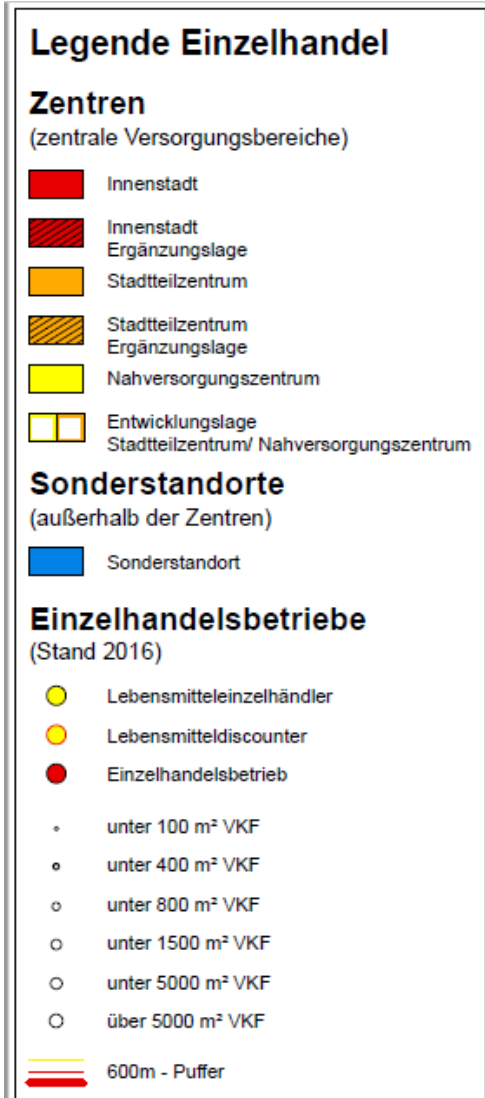 Legende Einzelhandel
Zentren
(zentrale Versorgungsbereiche)
Innenstadt
Innenstadt
Ergänzungslage
Stadtteilzentrum
Stadtteilzentrum
Ergänzungslage
Nahversorgungszentrum
Entwicklungslage
Stadtteilzentrum/ Nahversorgungszentrum
Sonderstandorte
(außerhalb der Zentren)
Sonderstandort
Einzelhandelsbetriebe
(Stand 2016)
Lebensmitteleinzelhändler
Lebensmitteldiscounter
Einzelhandelsbetrieb
unter 100 m² VKF
unter 400 m² VKF
unter 800 m² VKF
unter 1500 m² VKF
unter 5000 m² VKF
über 5000 m² VKF
600m - Puffer